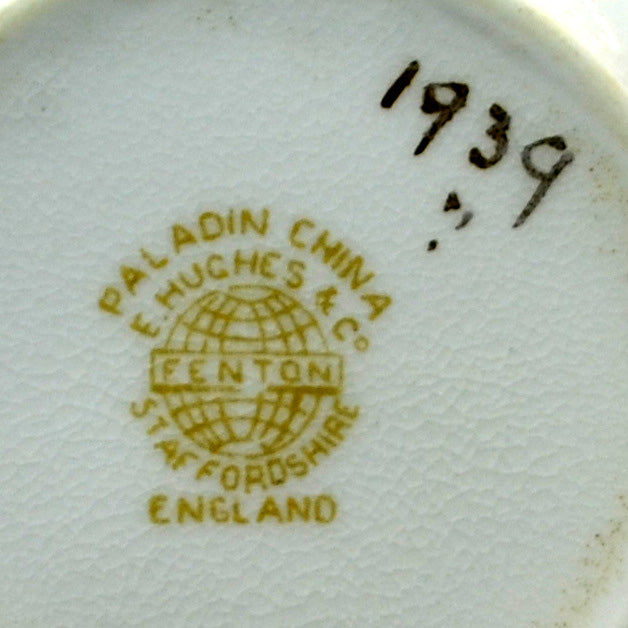 1939
PALADIN CHINA
E. HUGHES & Co
FENTON
STAFFORDSHIRE
ENGLAND